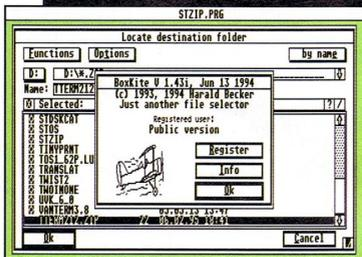 STZIP.PRG
Locate destination folder
Functions Options by name
D: D:\*.Z
Name: TTERM212
Selected: ?
BoxKite V 1.43i, Jun 13 1994
(c) 1993, 1994 Harald Becker
Just another file selector
Registered user:
Public version
Register
Info
Ok
STDSKCAT
STOS
STZIP
TINYPRNT
TOS1_62P.LU
TRANSLAT
TWIST2
TWOINONE
UVK_6_0
VANTERM3.8
Ok Cancel